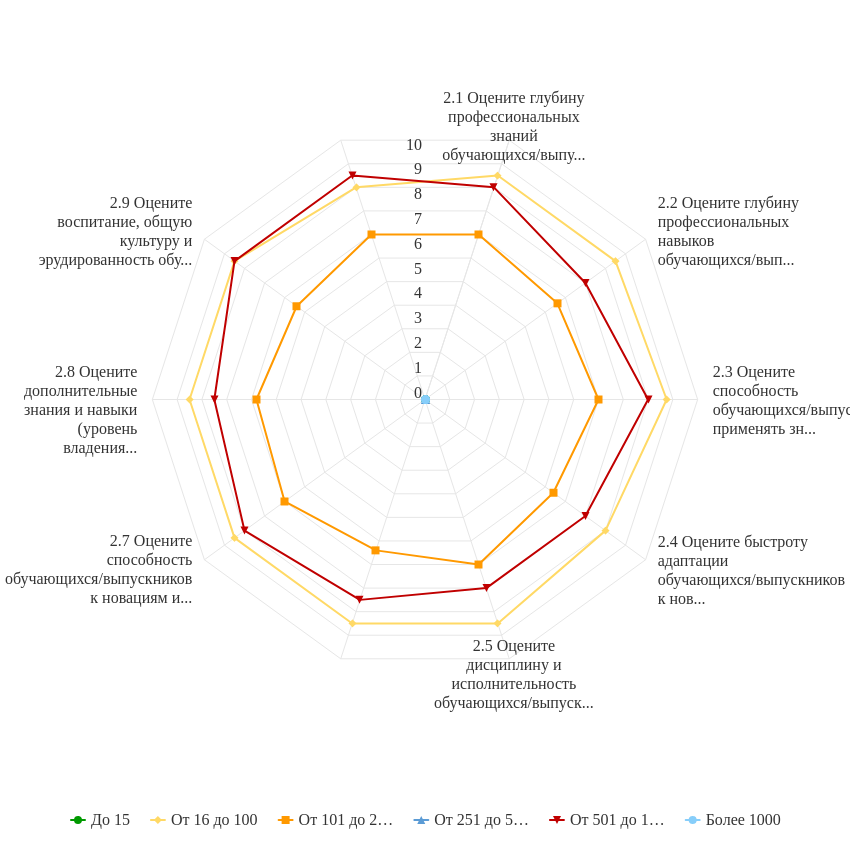 2.1 Оцените глубину
профессиональных
знаний
обучающихся/выпу...
2.2 Оцените глубину
профессиональных
навыков
обучающихся/вып...
2.3 Оцените
способность
обучающихся/выпус
применять зн...
2.4 Оцените быстроту
адаптации
обучающихся/выпускников
к нов...
2.5 Оцените
дисциплину и
исполнительность
обучающихся/выпуск...
2.7 Оцените
способность
обучающихся/выпускников
к новациям и...
2.8 Оцените
дополнительные
знания и навыки
(уровень
владения...
2.9 Оцените
воспитание, общую
культуру и
эрудированность обу...
10
9
8
7
6
5
4
3
2
1
0
До 15
От 16 до 100
От 101 до 2…
От 251 до 5…
От 501 до 1…
Более 1000